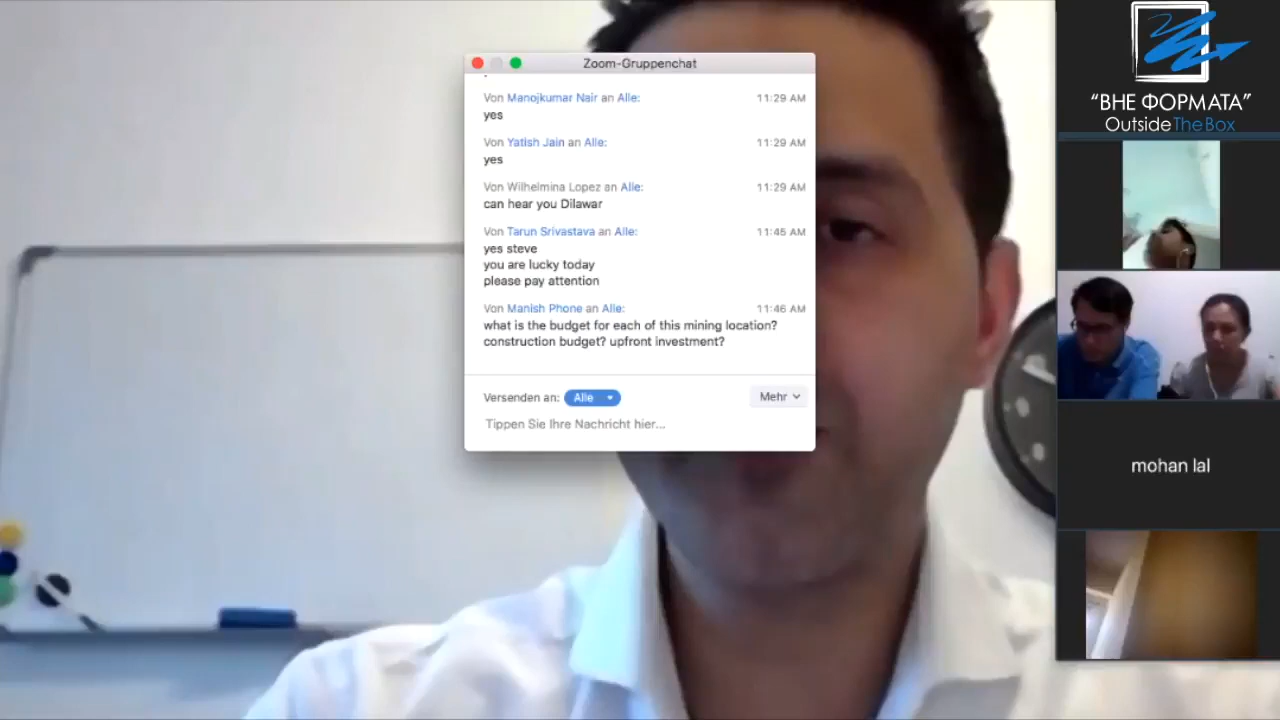 Zoom-Gruppenchat
Von Manojkumar Nair an Alle: 11:29 AM
yes
Von Yatish Jain an Alle: 11:29 AM
yes
Von Wilhelmina Lopez an Alle: 11:29 AM
can hear you Dilawar
Von Tarun Srivastava an Alle: 11:45 AM
yes steve
you are lucky today
please pay attention
Von Manish Phone an Alle: 11:46 AM
what is the budget for each of this mining location?
construction budget? upfront investment?
Versenden an: Alle Mehr
Tippen Sie Ihre Nachricht hier...
“ВНЕ ФОРМАТА”
OutsideTheBox
mohan lal